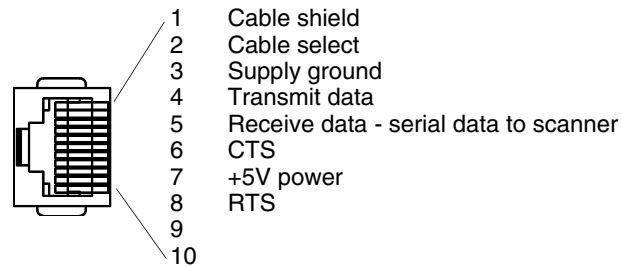 1 Cable shield
2 Cable select
3 Supply ground
4 Transmit data
5 Receive data - serial data to scanner
6 CTS
7 +5V power
8 RTS
9
10